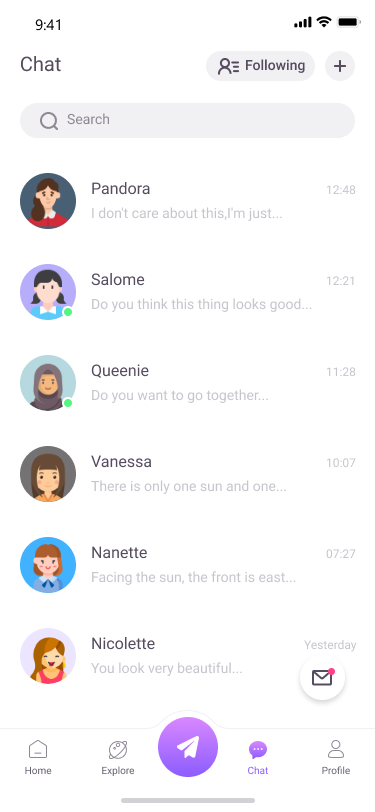 9:41
Chat
Following
Search
Pandora
12:48
I don't care about this,I'm just...
Salome
12:21
Do you think this thing looks good...
Queenie
11:28
Do you want to go together...
Vanessa
10:07
There is only one sun and one...
Nanette
07:27
Facing the sun, the front is east...
Nicolette
Yesterday
You look very beautiful...
Home
Explore
Chat
Profile